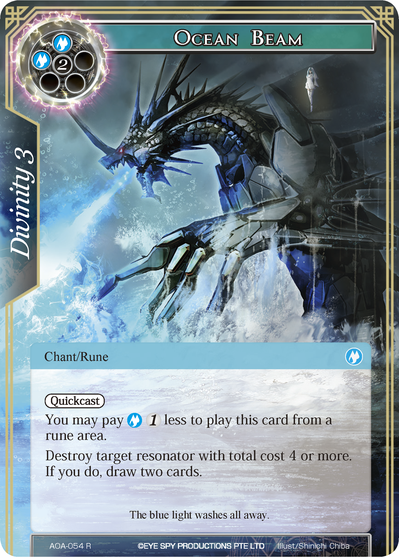 OCEAN BEAM
2
Divinity 3
Chant/Rune
Quickcast
You may pay 1 less to play this card from a
rune area.
Destroy target resonator with total cost 4 or more.
If you do, draw two cards.
The blue light washes all away.
AOA-054 R ©EYE SPY PRODUCTIONS PTE LTD Illust/Shinichi Chiba